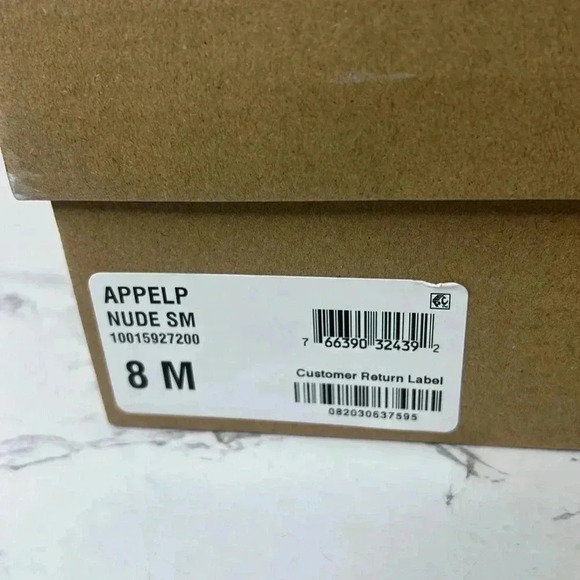 APPELP
NUDE SM
10015927200
8 M
7 66390 32439 2
Customer Return Label
082030637595